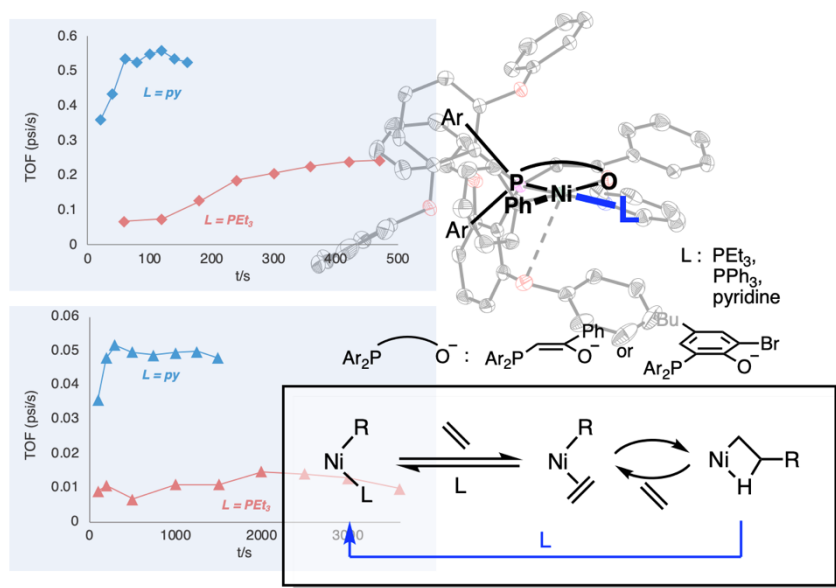 0.6
0.5
0.4
0.3
0.2
0.1
0
TOF (psi/s)
L = py
L = PEt₃
0 100 200 300 400 500
t/s
Ar
P
O
Ph
Ni
L
Ar
L : PEt₃,
PPh₃,
pyridine
Ar₂P O⁻ :
Ph
Ar₂P O⁻
or
Bu
Br
Ar₂P O⁻
0.06
0.05
0.04
0.03
0.02
0.01
0
TOF (psi/s)
L = py
L = PEt₃
0 1000 2000 3000
t/s
R
Ni
L
L
R
Ni
Ni
R
H
L